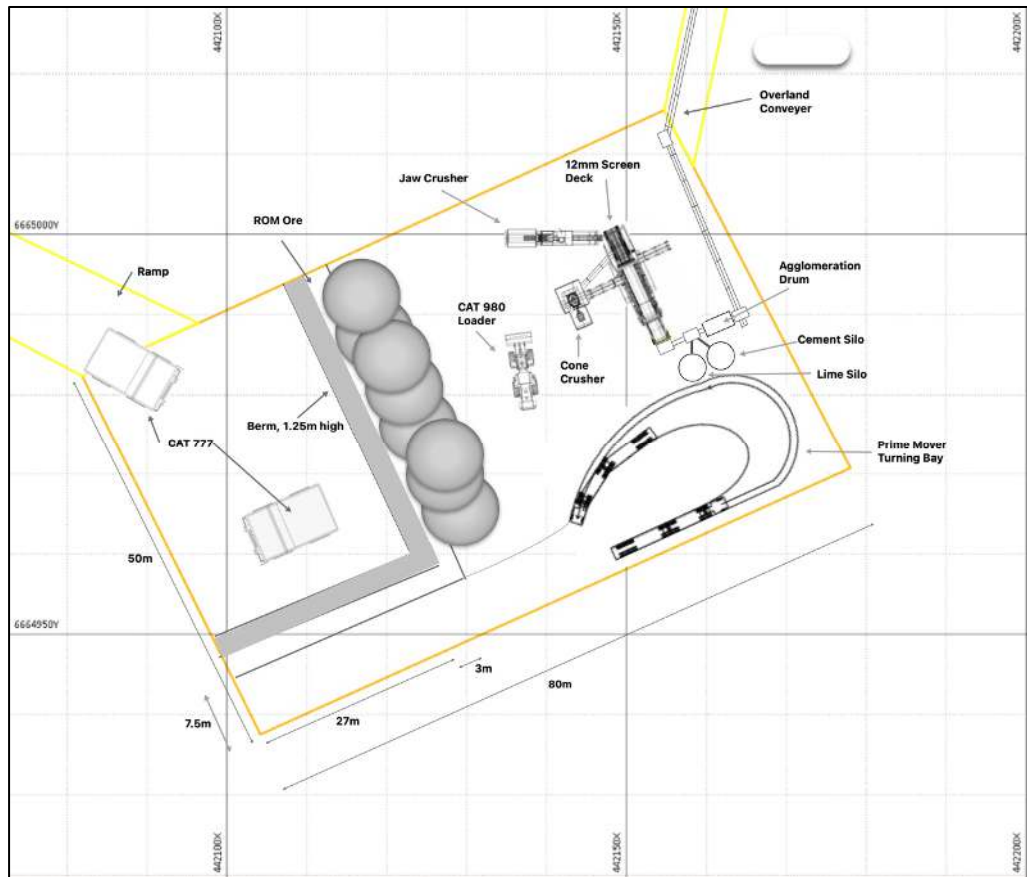 442100X
442150X
442200X
Overland
Conveyer
12mm Screen
Deck
Jaw Crusher
ROM Ore
6665000Y
Ramp
Agglomeration
Drum
CAT 980
Loader
Cement Silo
Cone
Crusher
Lime Silo
Berm, 1.25m high
CAT 777
Prime Mover
Turning Bay
50m
6664950Y
3m
80m
27m
7.5m
442100X
442150X
442200X